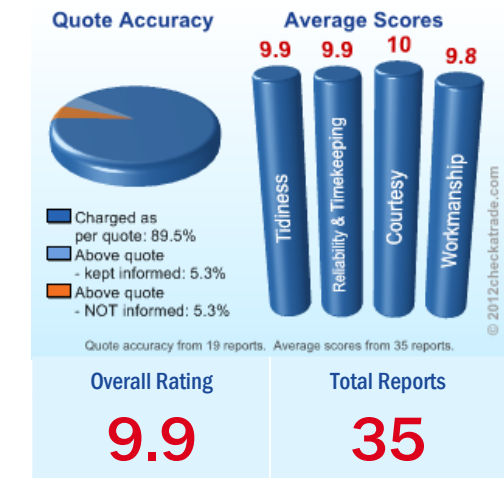 Quote Accuracy
Average Scores
9.9
9.9
10
9.8
Tidiness
Reliability & Timekeeping
Courtesy
Workmanship
Charged as
per quote: 89.5%
Above quote
- kept informed: 5.3%
Above quote
- NOT informed: 5.3%
© 2012checkatrade.com
Quote accuracy from 19 reports. Average scores from 35 reports.
Overall Rating
Total Reports
9.9
35